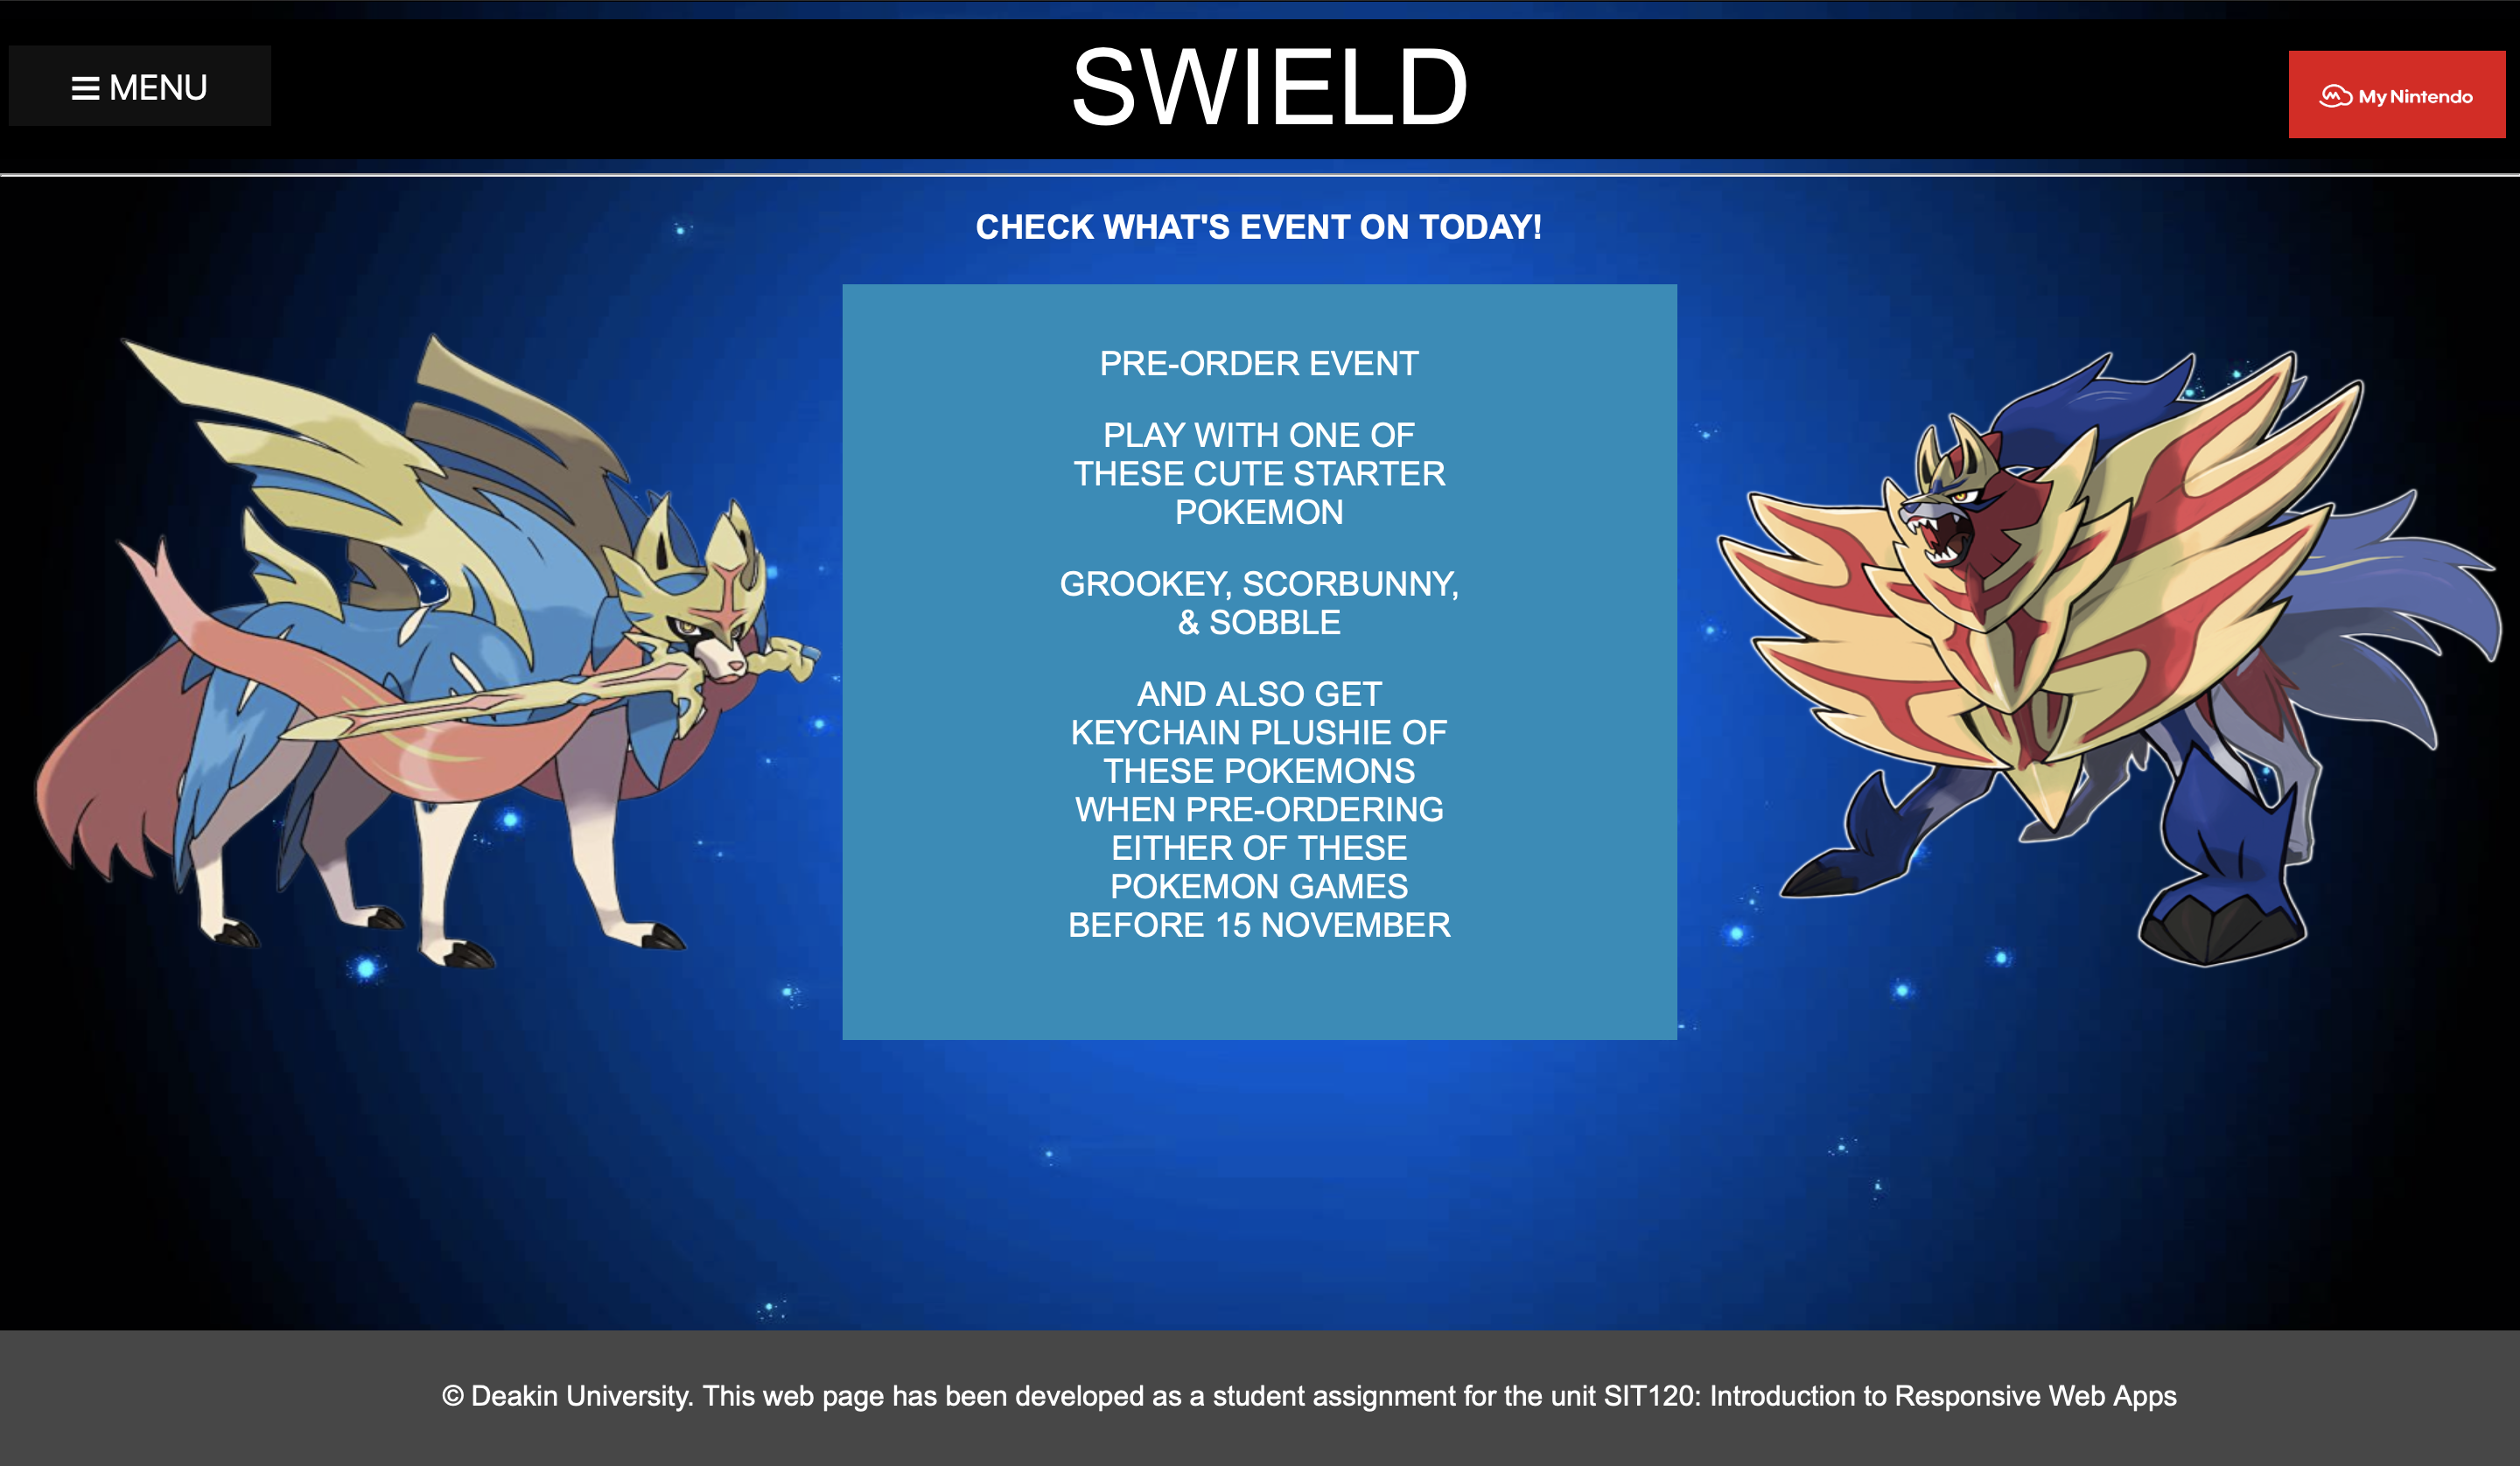 MENU
SWIELD
My Nintendo
CHECK WHAT'S EVENT ON TODAY!
PRE-ORDER EVENT
PLAY WITH ONE OF
THESE CUTE STARTER
POKEMON
GROOKEY, SCORBUNNY,
& SOBBLE
AND ALSO GET
KEYCHAIN PLUSHIE OF
THESE POKEMONS
WHEN PRE-ORDERING
EITHER OF THESE
POKEMON GAMES
BEFORE 15 NOVEMBER
© Deakin University. This web page has been developed as a student assignment for the unit SIT120: Introduction to Responsive Web Apps